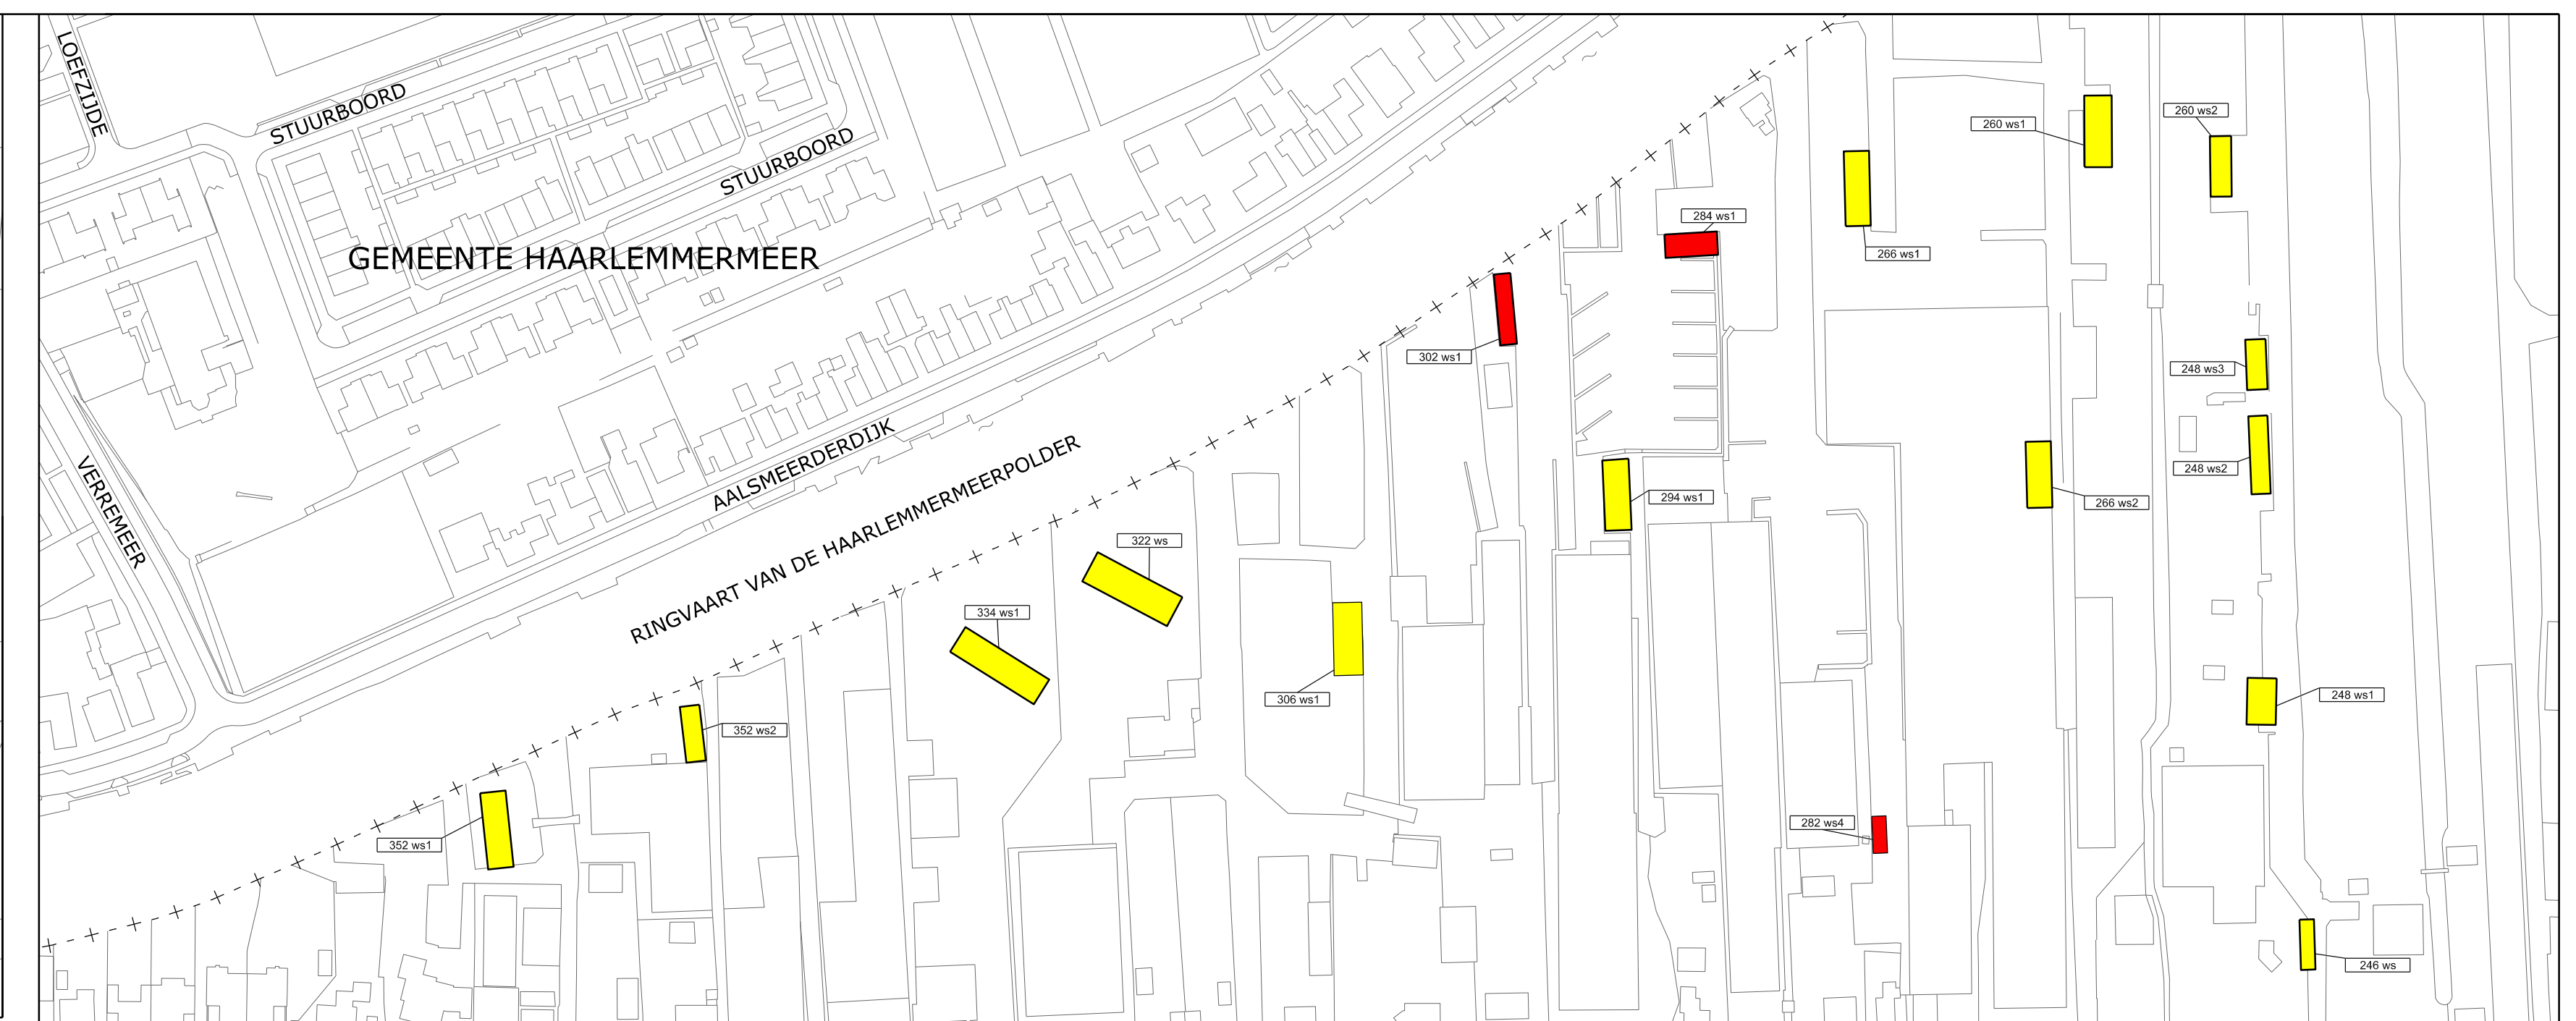 LOEFZIJDE
STUURBOORD
STUURBOORD
GEMEENTE HAARLEMMERMEER
VERREMEER
AALSMEERDERDIJK
RINGVAART VAN DE HAARLEMMERMEERPOLDER
260 ws1
260 ws2
284 ws1
266 ws1
302 ws1
248 ws3
248 ws2
294 ws1
266 ws2
322 ws
334 ws1
306 ws1
248 ws1
352 ws2
352 ws1
282 ws4
246 ws